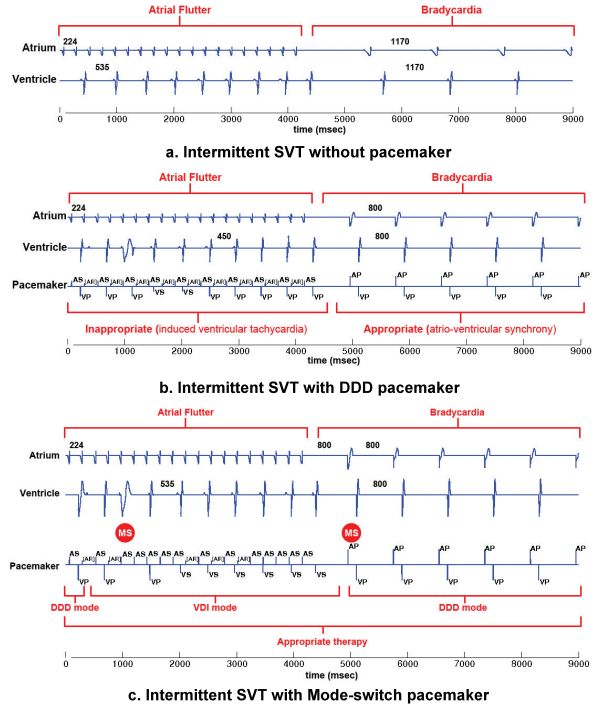 Atrial Flutter
Bradycardia
Atrium
224
1170
Ventricle
535
1170
0 1000 2000 3000 4000 5000 6000 7000 8000 9000
time (msec)
a. Intermittent SVT without pacemaker
Atrial Flutter
Bradycardia
Atrium
224
800
Ventricle
450
800
Pacemaker
AS [AR] AS [AR] AS [AR] AS [AR] AS [AR] AS [AR] AS [AR] AS [AR] AS [AR] AS AP AP AP AP AP AP
VP VP VP VS VS VP VP VP VP VP VP VP VP VP VP
Inappropriate (induced ventricular tachycardia)
Appropriate (atrio-ventricular synchrony)
0 1000 2000 3000 4000 5000 6000 7000 8000 9000
time (msec)
b. Intermittent SVT with DDD pacemaker
Atrial Flutter
Bradycardia
Atrium
224
800 800
Ventricle
535
800
MS
MS
Pacemaker
AS [AR] AS [AR] AS AS AS AS AS [AR] AS [AR] AS [AR] AS AS AS AS AP AP AP AP AP AP
VP VP VP VS VS VS VS VS VS VP VP VP VP VP
DDD mode
VDI mode
DDD mode
Appropriate therapy
0 1000 2000 3000 4000 5000 6000 7000 8000 9000
time (msec)
c. Intermittent SVT with Mode-switch pacemaker